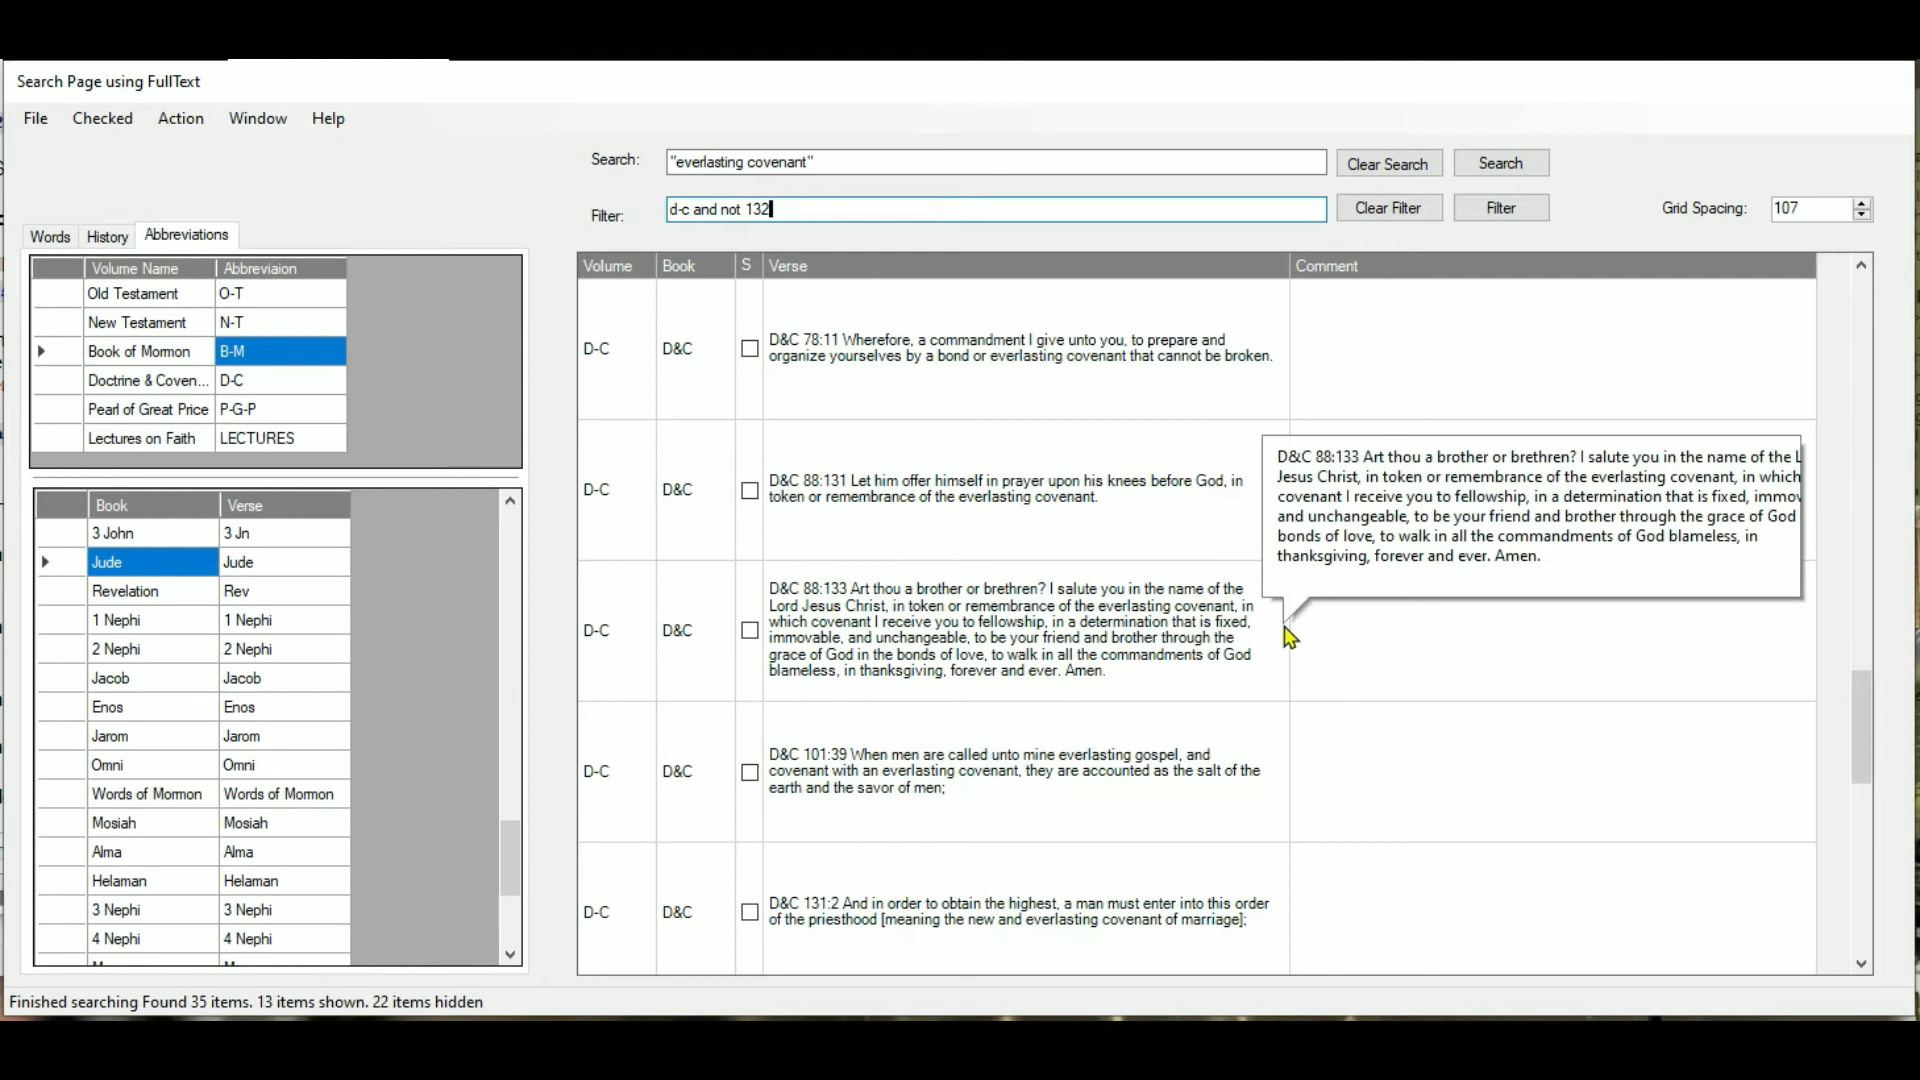 Search Page using FullText
File Checked Action Window Help
Search: "everlasting covenant" Clear Search Search
Filter: d-c and not 132 Clear Filter Filter Grid Spacing: 107
Words History Abbreviations
Volume Name Abbreviaion
Old Testament O-T
New Testament N-T
Book of Mormon B-M
Doctrine & Coven... D-C
Pearl of Great Price P-G-P
Lectures on Faith LECTURES
Book Verse
3 John 3 Jn
Jude Jude
Revelation Rev
1 Nephi 1 Nephi
2 Nephi 2 Nephi
Jacob Jacob
Enos Enos
Jarom Jarom
Omni Omni
Words of Mormon Words of Mormon
Mosiah Mosiah
Alma Alma
Helaman Helaman
3 Nephi 3 Nephi
4 Nephi 4 Nephi
Volume Book S Verse Comment
D-C D&C D&C 78:11 Wherefore, a commandment I give unto you, to prepare and
organize yourselves by a bond or everlasting covenant that cannot be broken.
D-C D&C D&C 88:131 Let him offer himself in prayer upon his knees before God, in
token or remembrance of the everlasting covenant.
D-C D&C D&C 88:133 Art thou a brother or brethren? I salute you in the name of the
Lord Jesus Christ, in token or remembrance of the everlasting covenant, in
which covenant I receive you to fellowship, in a determination that is fixed,
immovable, and unchangeable, to be your friend and brother through the
grace of God in the bonds of love, to walk in all the commandments of God
blameless, in thanksgiving, forever and ever. Amen.
D-C D&C D&C 101:39 When men are called unto mine everlasting gospel, and
covenant with an everlasting covenant, they are accounted as the salt of the
earth and the savor of men;
D-C D&C D&C 131:2 And in order to obtain the highest, a man must enter into this order
of the priesthood [meaning the new and everlasting covenant of marriage];
D&C 88:133 Art thou a brother or brethren? I salute you in the name of the L
Jesus Christ, in token or remembrance of the everlasting covenant, in which
covenant I receive you to fellowship, in a determination that is fixed, immov
and unchangeable, to be your friend and brother through the grace of God
bonds of love, to walk in all the commandments of God blameless, in
thanksgiving, forever and ever. Amen.
Finished searching Found 35 items. 13 items shown. 22 items hidden